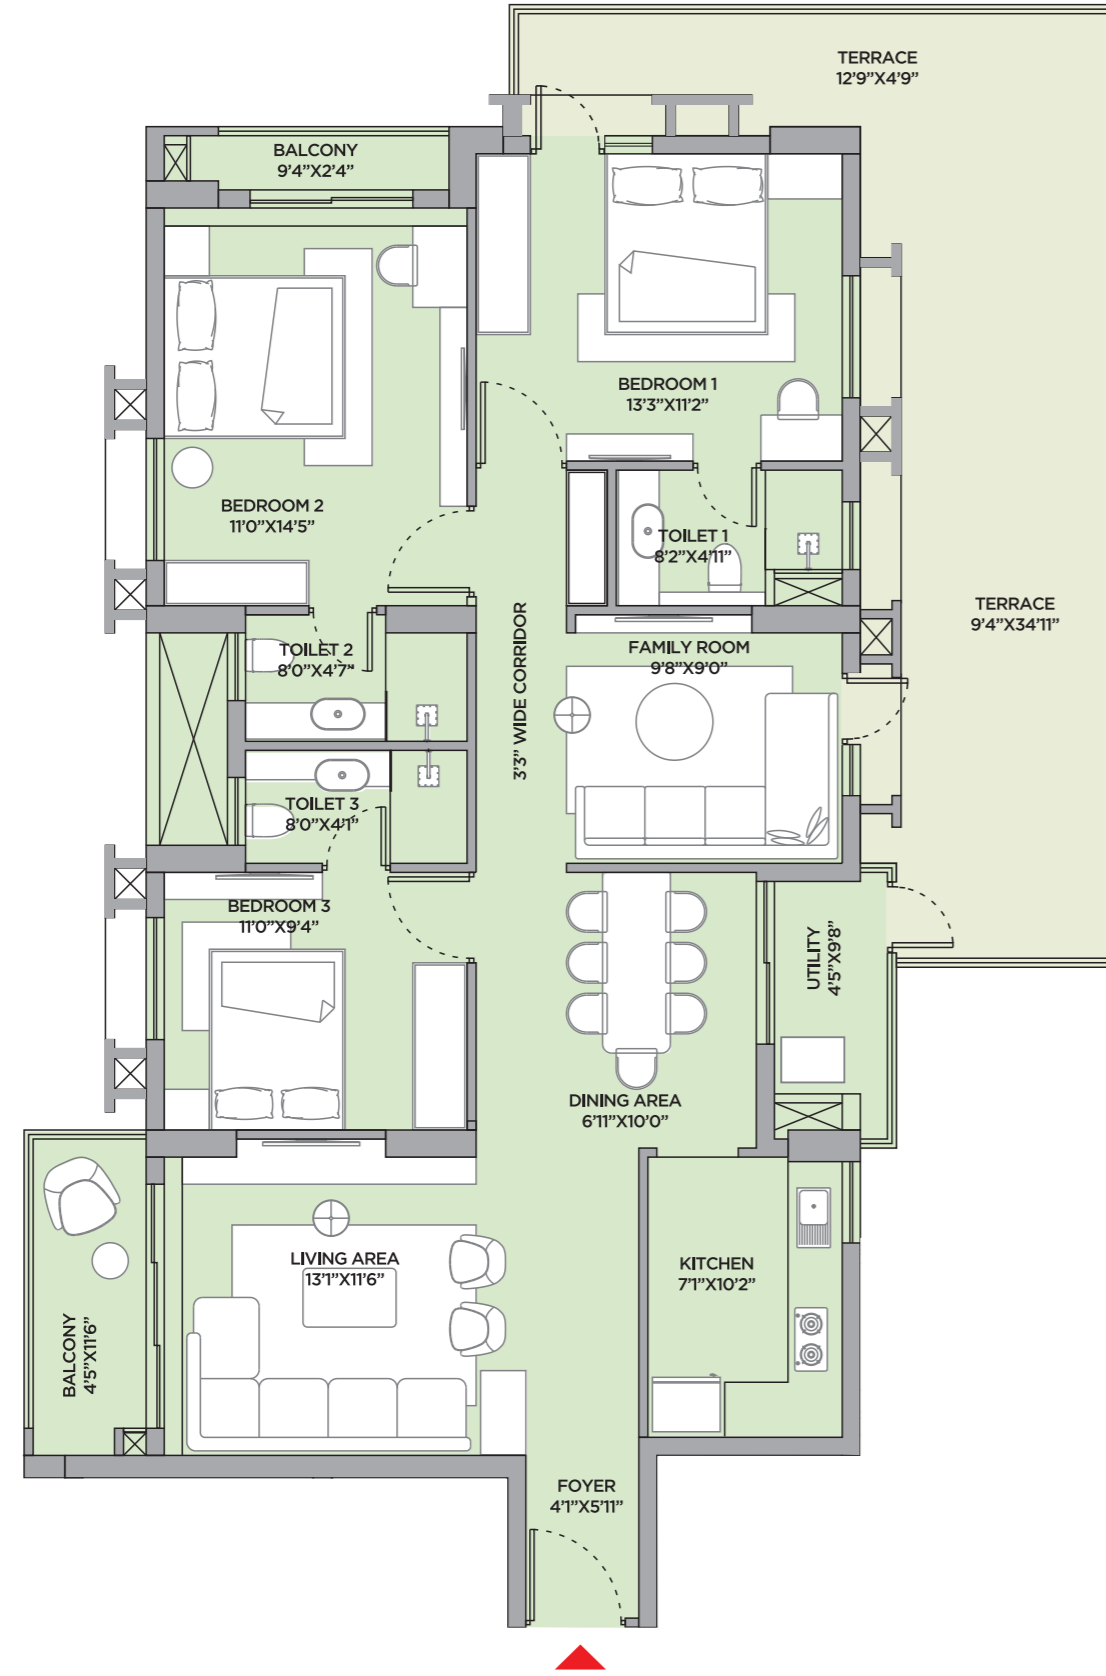 TERRACE
12'9"X4'9"
BALCONY
9'4"X2'4"
BEDROOM 1
13'3"X11'2"
BEDROOM 2
11'0"X14'5"
TOILET 1
8'2"X4'11"
TERRACE
9'4"X34'11"
3'3" WIDE CORRIDOR
FAMILY ROOM
9'8"X9'0"
TOILET 2
8'0"X4'7"
TOILET 3
8'0"X4'1"
BEDROOM 3
11'0"X9'4"
UTILITY
4'5"X9'8"
DINING AREA
6'11"X10'0"
LIVING AREA
13'1"X11'6"
KITCHEN
7'1"X10'2"
BALCONY
4'5"X11'6"
FOYER
4'1"X5'11"